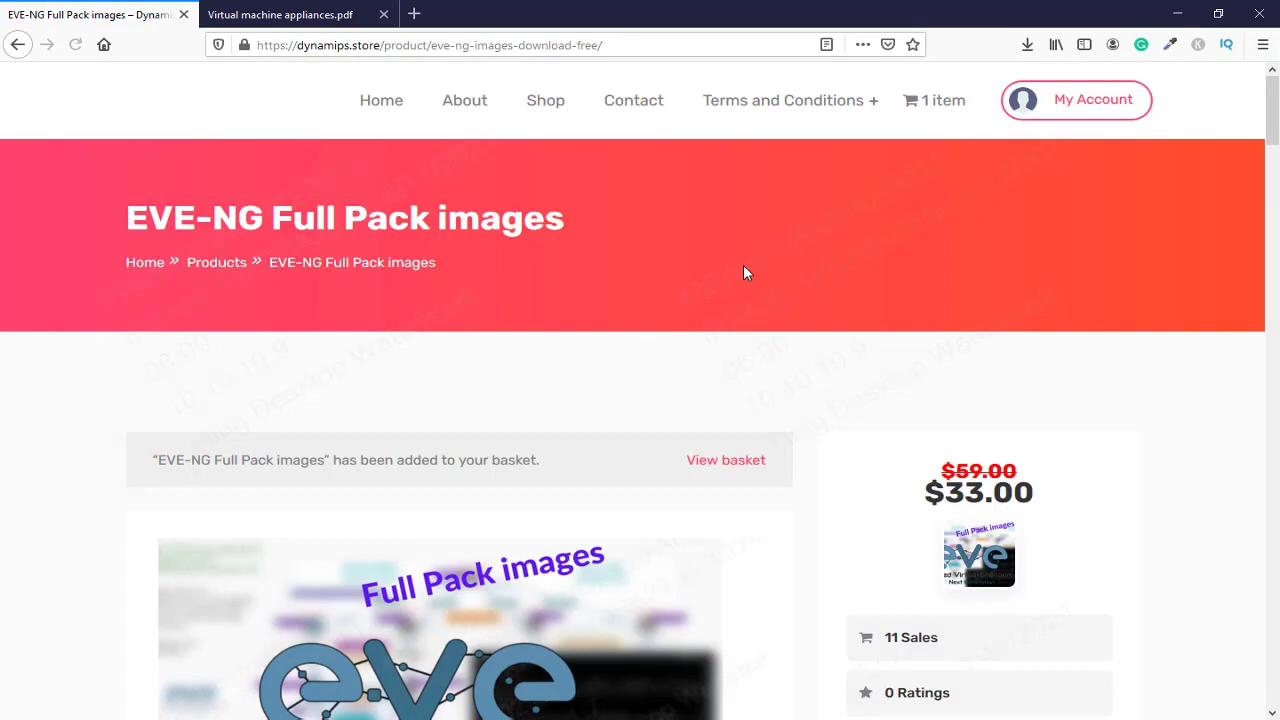 EVE-NG Full Pack images – Dynami
Virtual machine appliances.pdf
https://dynamips.store/product/eve-ng-images-download-free/
Home About Shop Contact Terms and Conditions + 1 item My Account
EVE-NG Full Pack images
Home » Products » EVE-NG Full Pack images
“EVE-NG Full Pack images” has been added to your basket. View basket
$59.00
$33.00
Full Pack images
eve
11 Sales
0 Ratings
Full Pack images
eve